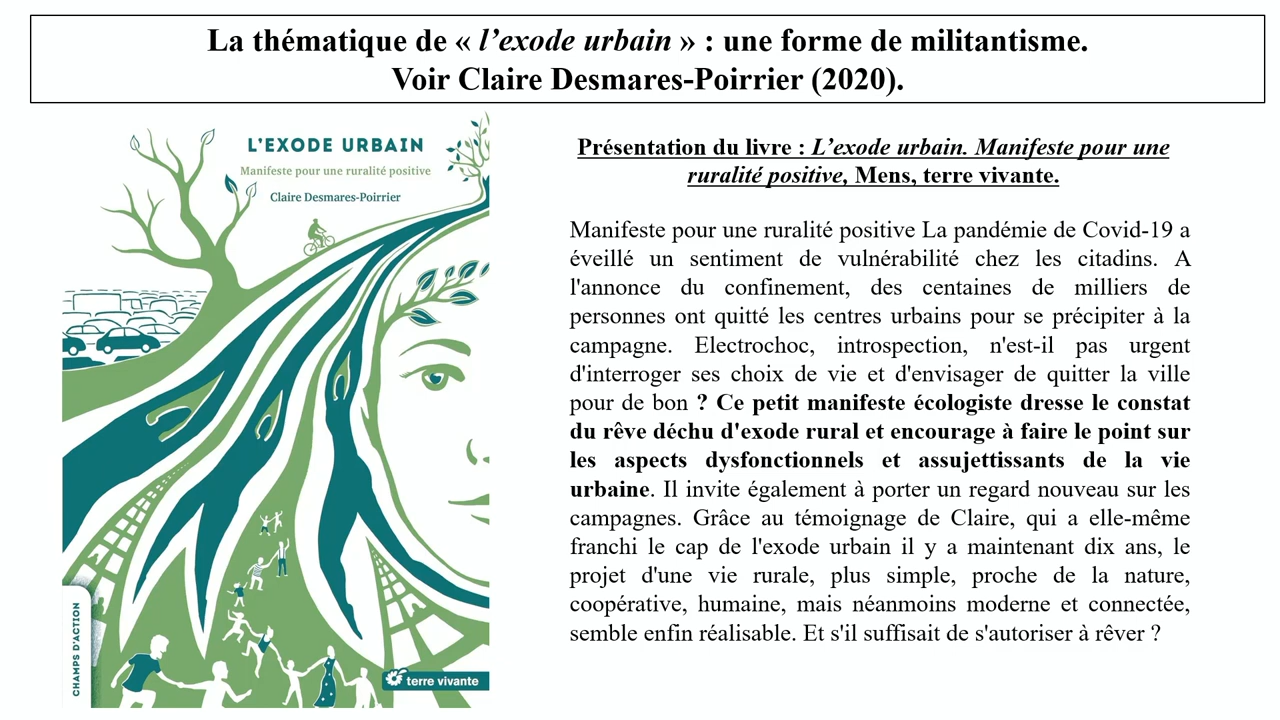 La thématique de « l’exode urbain » : une forme de militantisme.
Voir Claire Desmares-Poirrier (2020).
L’EXODE URBAIN
Manifeste pour une ruralité positive
Claire Desmares-Poirrier
CHAMPS D’ACTION
terre vivante
Présentation du livre : L’exode urbain. Manifeste pour une
ruralité positive, Mens, terre vivante.
Manifeste pour une ruralité positive La pandémie de Covid-19 a
éveillé un sentiment de vulnérabilité chez les citadins. A
l'annonce du confinement, des centaines de milliers de
personnes ont quitté les centres urbains pour se précipiter à la
campagne. Electrochoc, introspection, n'est-il pas urgent
d'interroger ses choix de vie et d'envisager de quitter la ville
pour de bon ? Ce petit manifeste écologiste dresse le constat
du rêve déchu d'exode rural et encourage à faire le point sur
les aspects dysfonctionnels et assujettissants de la vie
urbaine. Il invite également à porter un regard nouveau sur les
campagnes. Grâce au témoignage de Claire, qui a elle-même
franchi le cap de l'exode urbain il y a maintenant dix ans, le
projet d'une vie rurale, plus simple, proche de la nature,
coopérative, humaine, mais néanmoins moderne et connectée,
semble enfin réalisable. Et s'il suffisait de s'autoriser à rêver ?